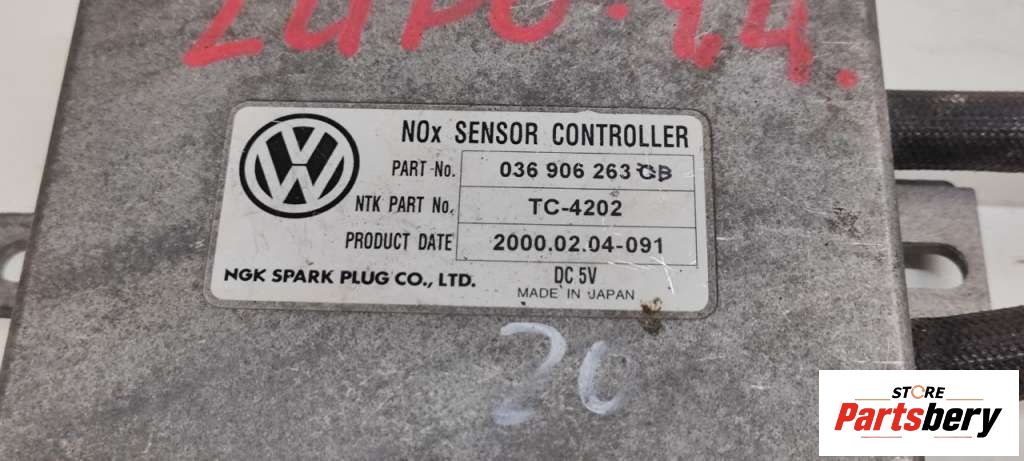 NOx SENSOR CONTROLLER
PART No. 036 906 263
NTK PART No. TC-4202
PRODUCT DATE 2000.02.04-091
NGK SPARK PLUG CO., LTD. DC 5V
MADE IN JAPAN
20
STORE
Partsbery